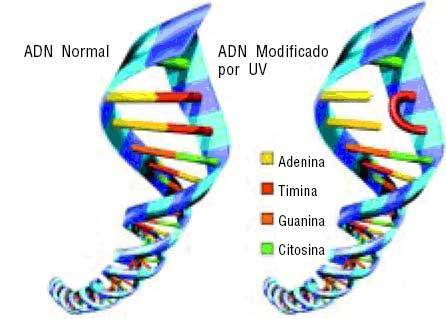 ADN Normal
ADN Modificado
por UV
Adenina
Timina
Guanina
Citosina